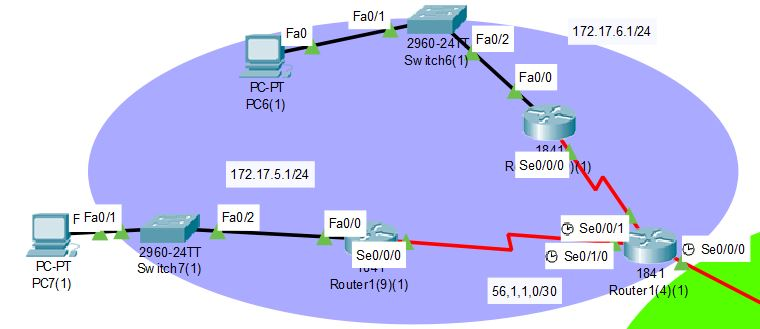 Fa0/1
Fa0
2960-24TT
Switch6(1)
Fa0/2
172.17.6.1/24
PC-PT
PC6(1)
Fa0/0
1841
Se0/0/0
)(1)
172.17.5.1/24
Fa0/1
Fa0/2
Fa0/0
2960-24TT
Switch7(1)
PC-PT
PC7(1)
Se0/0/0
Router1(9)(1)
Se0/0/1
Se0/1/0
Se0/0/0
1841
Router1(4)(1)
56,1,1,0/30